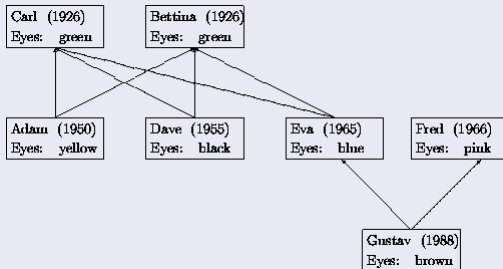 Carl (1926)
Eyes: green
Bettina (1926)
Eyes: green
Adam (1950)
Eyes: yellow
Dave (1955)
Eyes: black
Eva (1965)
Eyes: blue
Fred (1966)
Eyes: pink
Gustav (1988)
Eyes: brown